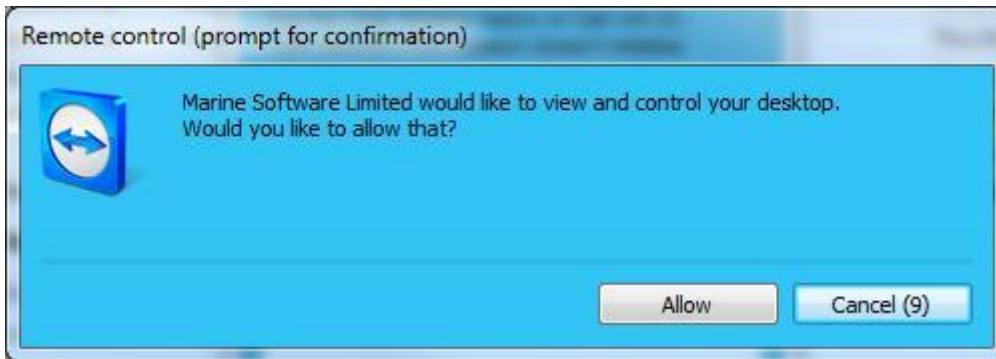 Remote control (prompt for confirmation)
Marine Software Limited would like to view and control your desktop.
Would you like to allow that?
Allow
Cancel (9)